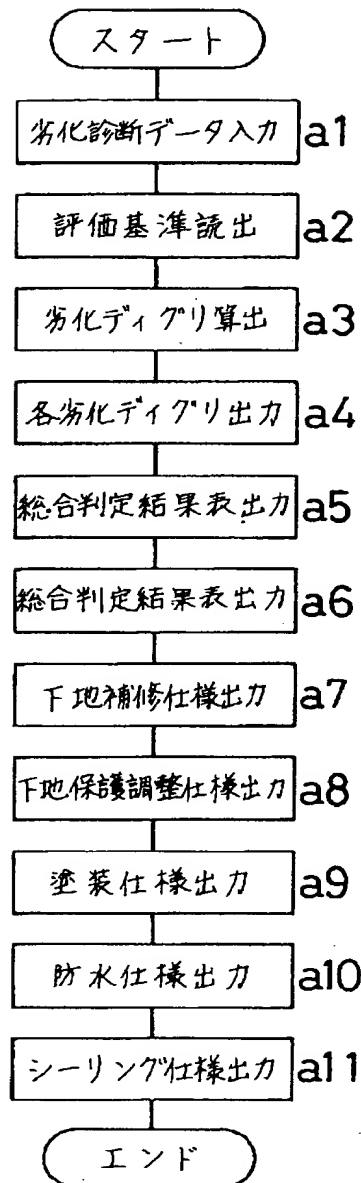 スタート
劣化診断データ入力 a1
評価基準読出 a2
劣化ディグリ算出 a3
各劣化ディグリ出力 a4
総合判定結果表出力 a5
総合判定結果表出力 a6
下地補修仕様出力 a7
下地保護調整仕様出力 a8
塗装仕様出力 a9
防水仕様出力 a10
シーリング仕様出力 a11
エンド